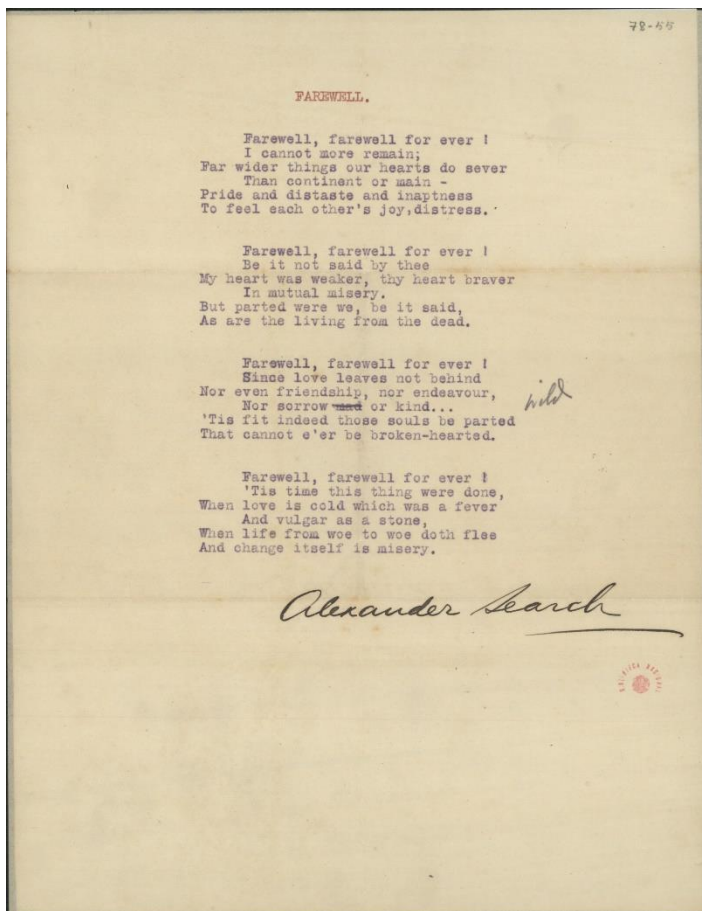 78-55
FAREWELL.
Farewell, farewell for ever !
I cannot more remain;
Far wider things our hearts do sever
Than continent or main -
Pride and distaste and inaptness
To feel each other's joy,distress.
Farewell, farewell for ever !
Be it not said by thee
My heart was weaker, thy heart braver
In mutual misery.
But parted were we, be it said,
As are the living from the dead.
Farewell, farewell for ever !
Since love leaves not behind
Nor even friendship, nor endeavour,
Nor sorrow mad or kind... wild
'Tis fit indeed those souls be parted
That cannot e'er be broken-hearted.
Farewell, farewell for ever !
'Tis time this thing were done,
When love is cold which was a fever
And vulgar as a stone,
When life from woe to woe doth flee
And change itself is misery.
Alexander Search
BIBLIOTECA NACIONAL